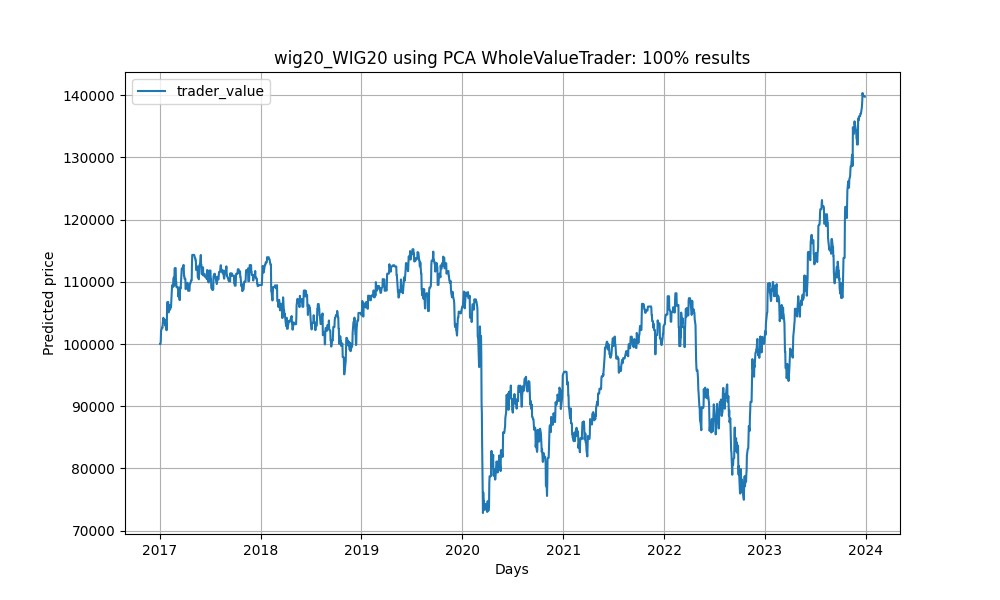 wig20_WIG20 using PCA WholeValueTrader: 100% results
trader_value
140000
130000
120000
110000
100000
90000
80000
70000
Predicted price
2017 2018 2019 2020 2021 2022 2023 2024
Days